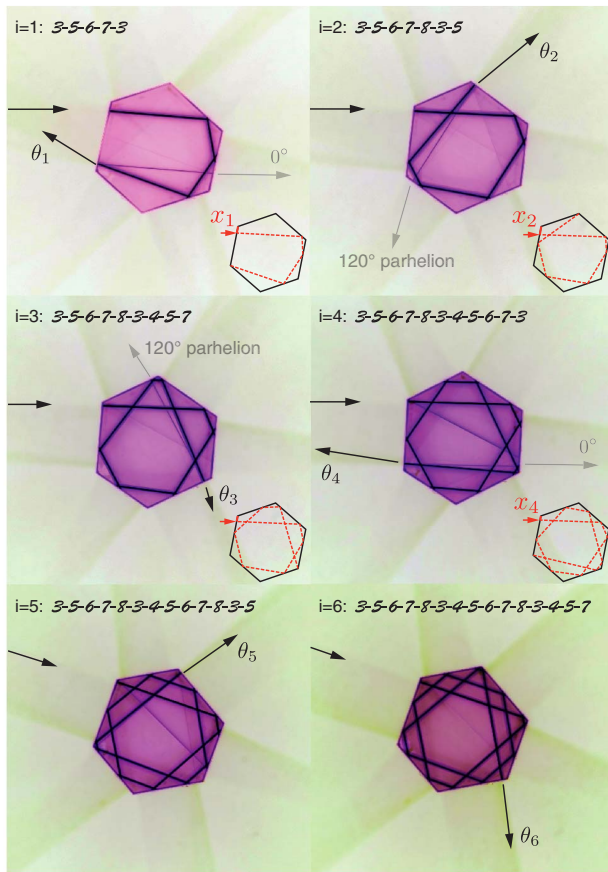 i=1: 3-5-6-7-3
θ1
0°
x1
i=2: 3-5-6-7-8-3-5
θ2
120° parhelion
x2
i=3: 3-5-6-7-8-3-4-5-7
120° parhelion
θ3
i=4: 3-5-6-7-8-3-4-5-6-7-3
θ4
0°
x4
i=5: 3-5-6-7-8-3-4-5-6-7-8-3-5
θ5
i=6: 3-5-6-7-8-3-4-5-6-7-8-3-4-5-7
θ6